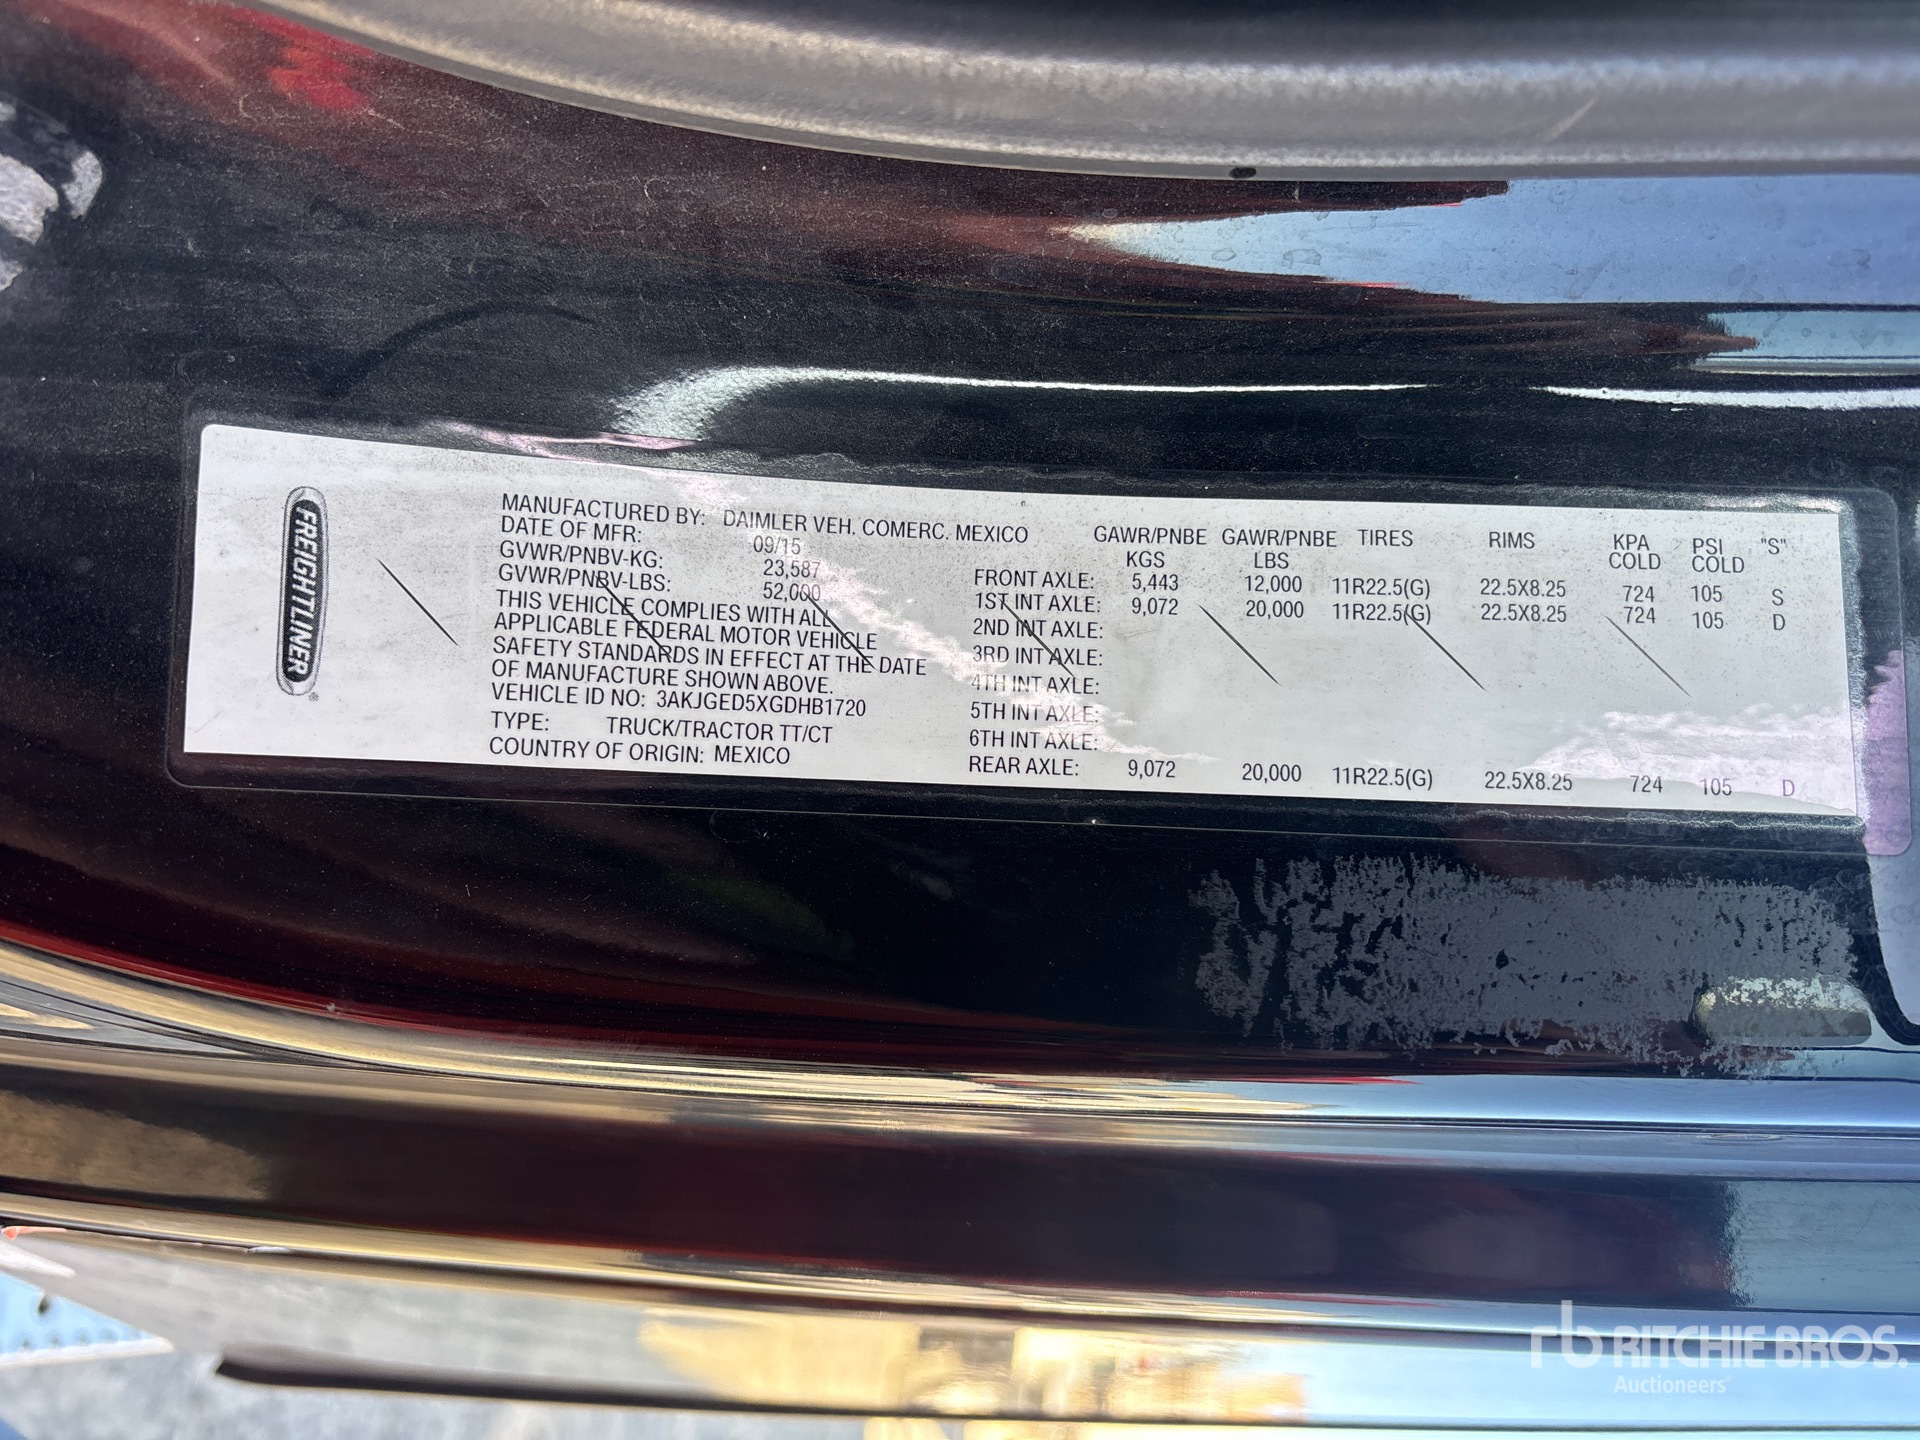 FREIGHTLINER®
MANUFACTURED BY: DAIMLER VEH. COMERC. MEXICO
DATE OF MFR: 09/15
GVWR/PNBV-KG: 23,587
GVWR/PNBV-LBS: 52,000
THIS VEHICLE COMPLIES WITH ALL
APPLICABLE FEDERAL MOTOR VEHICLE
SAFETY STANDARDS IN EFFECT AT THE DATE
OF MANUFACTURE SHOWN ABOVE.
VEHICLE ID NO: 3AKJGED5XGDHB1720
TYPE: TRUCK/TRACTOR TT/CT
COUNTRY OF ORIGIN: MEXICO
GAWR/PNBE GAWR/PNBE TIRES RIMS KPA PSI "S"
KGS LBS COLD COLD
FRONT AXLE: 5,443 12,000 11R22.5(G) 22.5X8.25 724 105 S
1ST INT AXLE: 9,072 20,000 11R22.5(G) 22.5X8.25 724 105 D
2ND INT AXLE:
3RD INT AXLE:
4TH INT AXLE:
5TH INT AXLE:
6TH INT AXLE:
REAR AXLE: 9,072 20,000 11R22.5(G) 22.5X8.25 724 105 D
rb RITCHIE BROS.
Auctioneers